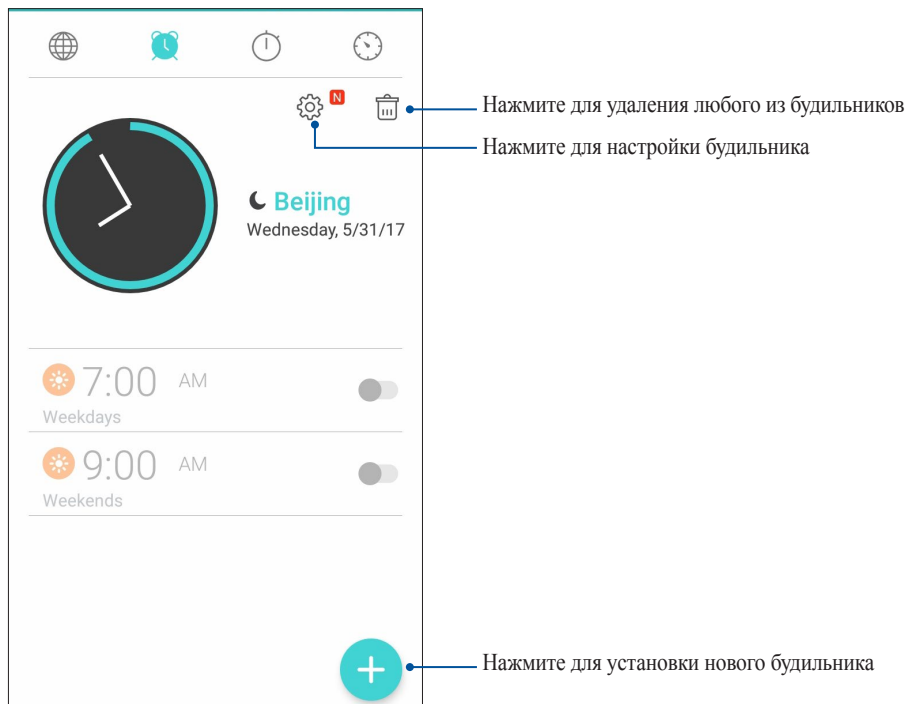 N
Нажмите для удаления любого из будильников
Нажмите для настройки будильника
Beijing
Wednesday, 5/31/17
7:00 AM
Weekdays
9:00 AM
Weekends
Нажмите для установки нового будильника